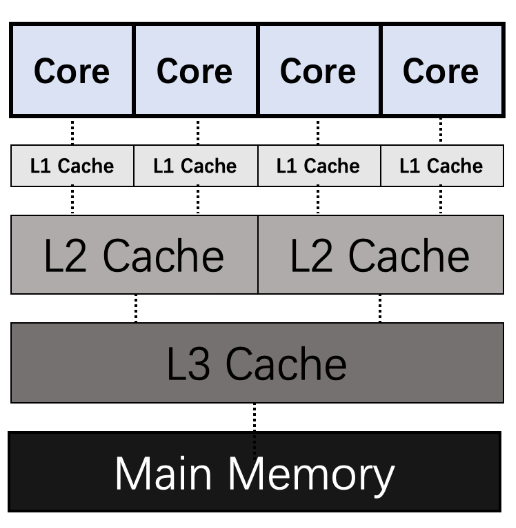 Core Core Core Core
L1 Cache L1 Cache L1 Cache L1 Cache
L2 Cache L2 Cache
L3 Cache
Main Memory